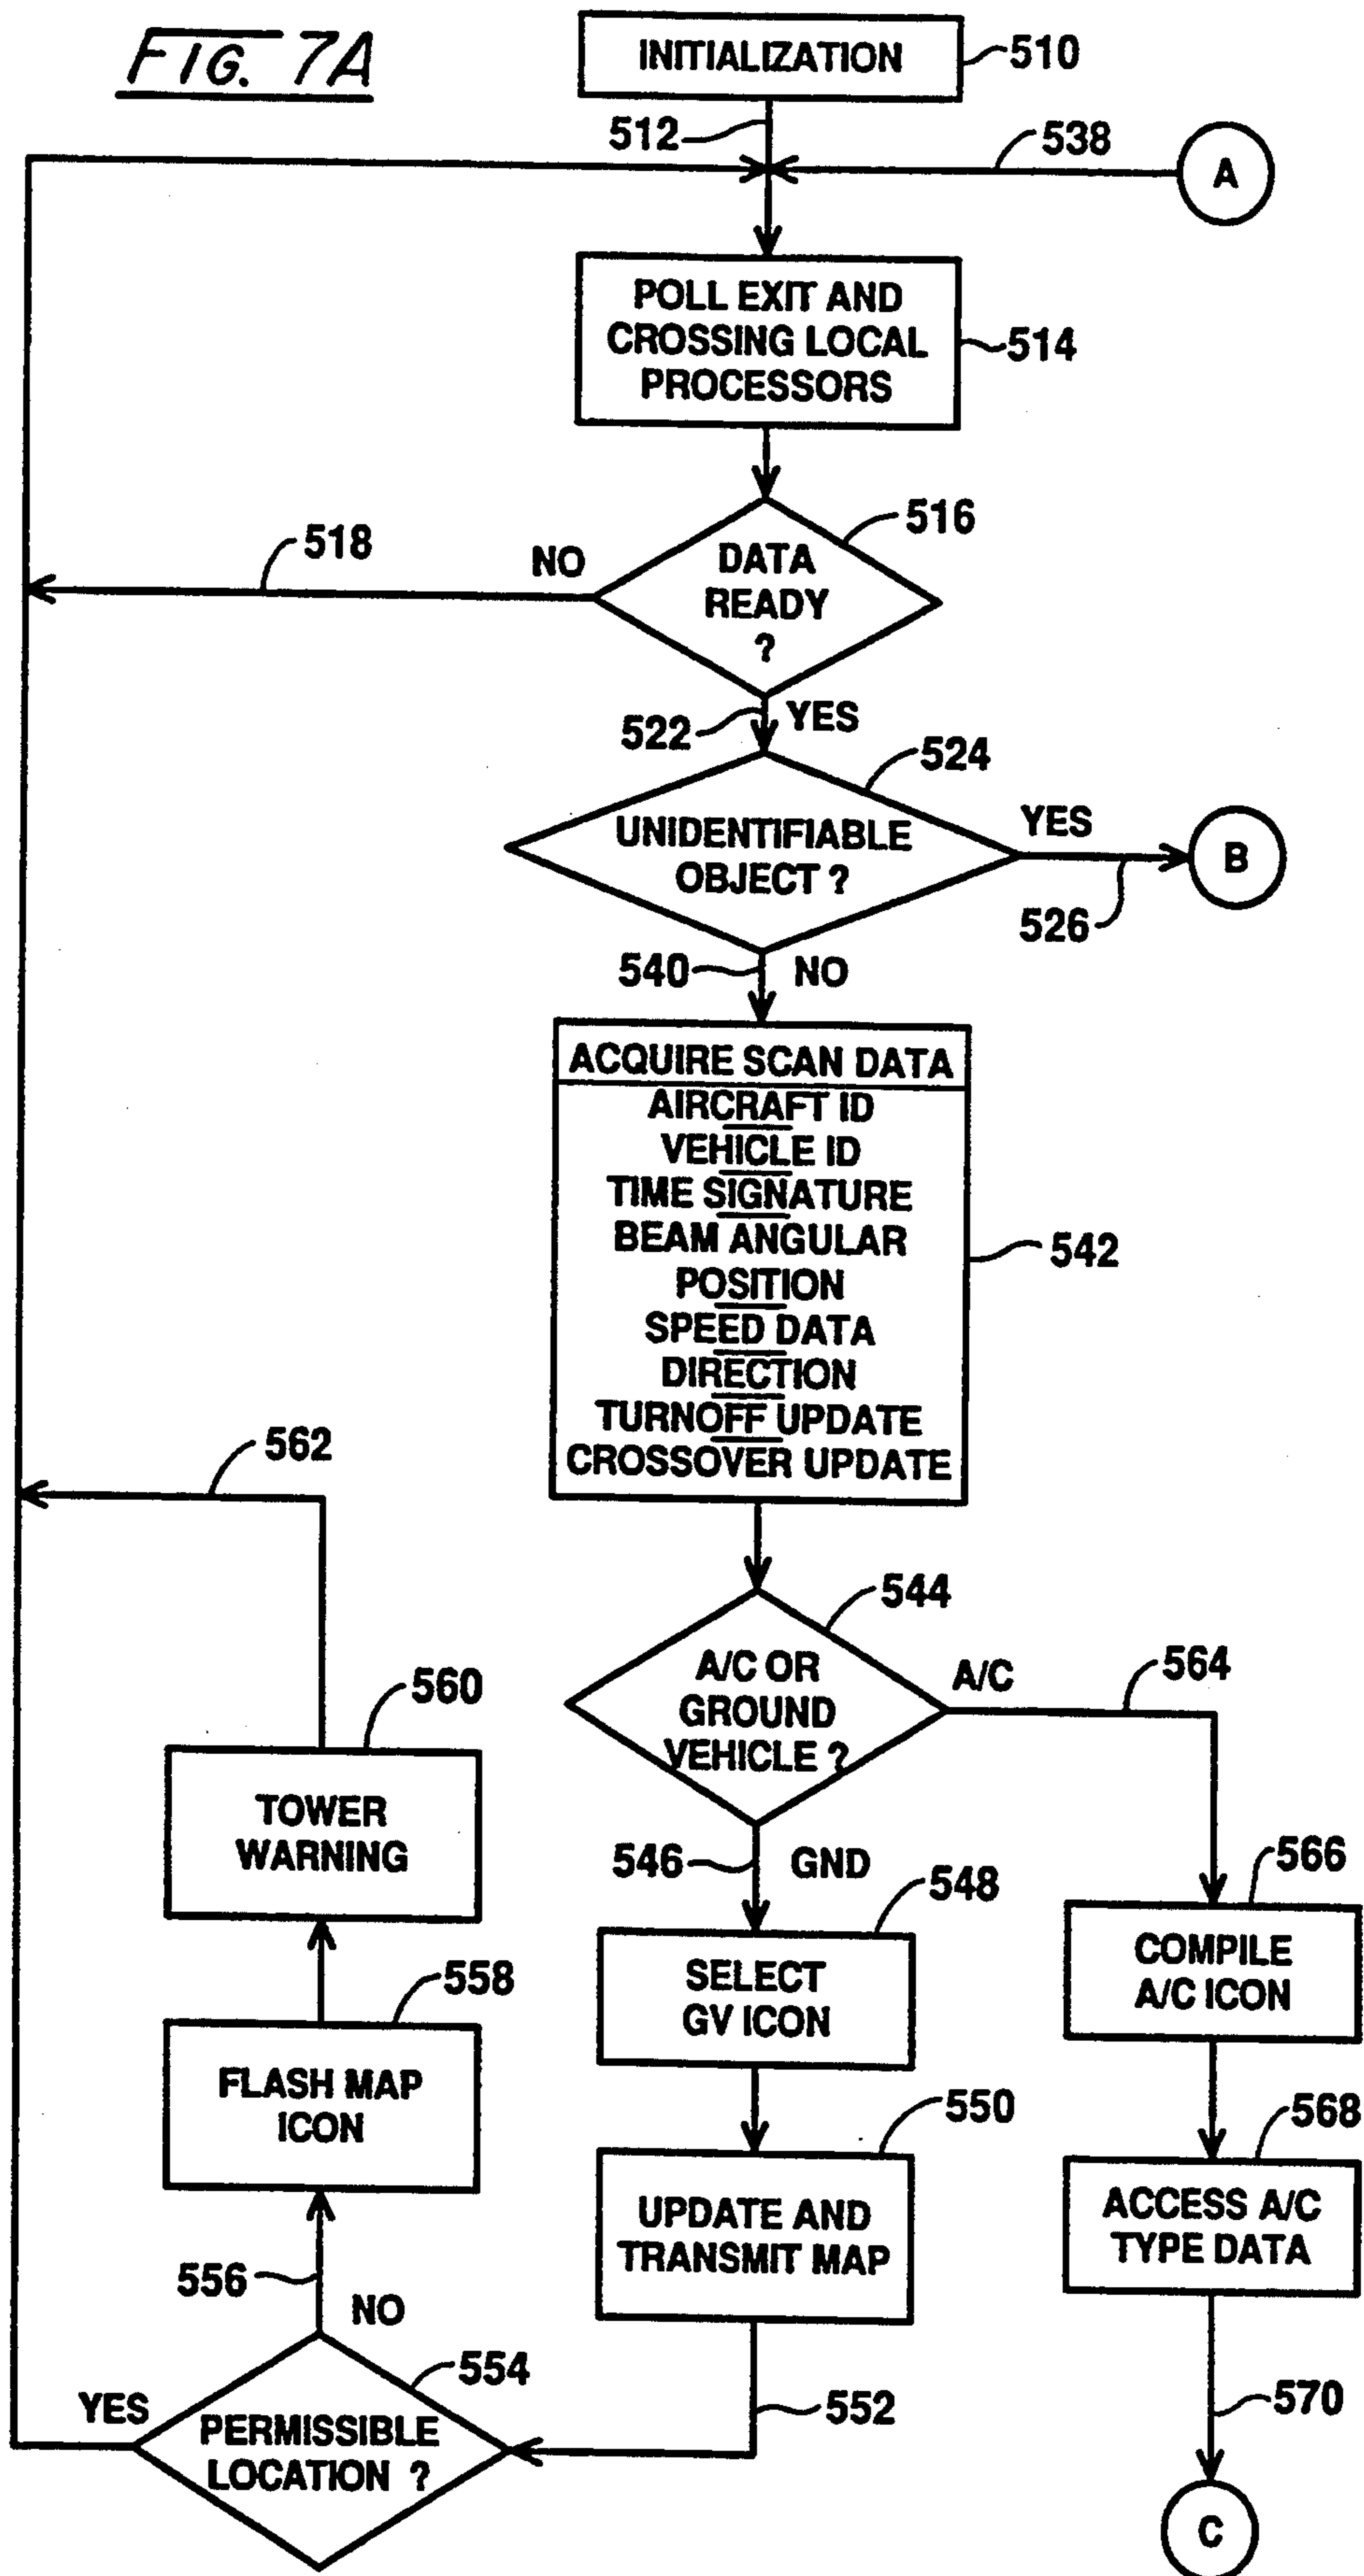 FIG. 7A
INITIALIZATION
510
512
538
A
POLL EXIT AND
CROSSING LOCAL
PROCESSORS
514
516
518
NO
DATA
READY
?
522
YES
524
UNIDENTIFIABLE
OBJECT ?
YES
B
526
540
NO
ACQUIRE SCAN DATA
AIRCRAFT ID
VEHICLE ID
TIME SIGNATURE
BEAM ANGULAR
POSITION
SPEED DATA
DIRECTION
TURNOFF UPDATE
CROSSOVER UPDATE
542
562
544
A/C OR
GROUND
VEHICLE ?
A/C
564
560
TOWER
WARNING
546
GND
548
SELECT
GV ICON
566
COMPILE
A/C ICON
558
FLASH MAP
ICON
550
UPDATE AND
TRANSMIT MAP
568
ACCESS A/C
TYPE DATA
556
NO
554
YES
PERMISSIBLE
LOCATION ?
552
570
C